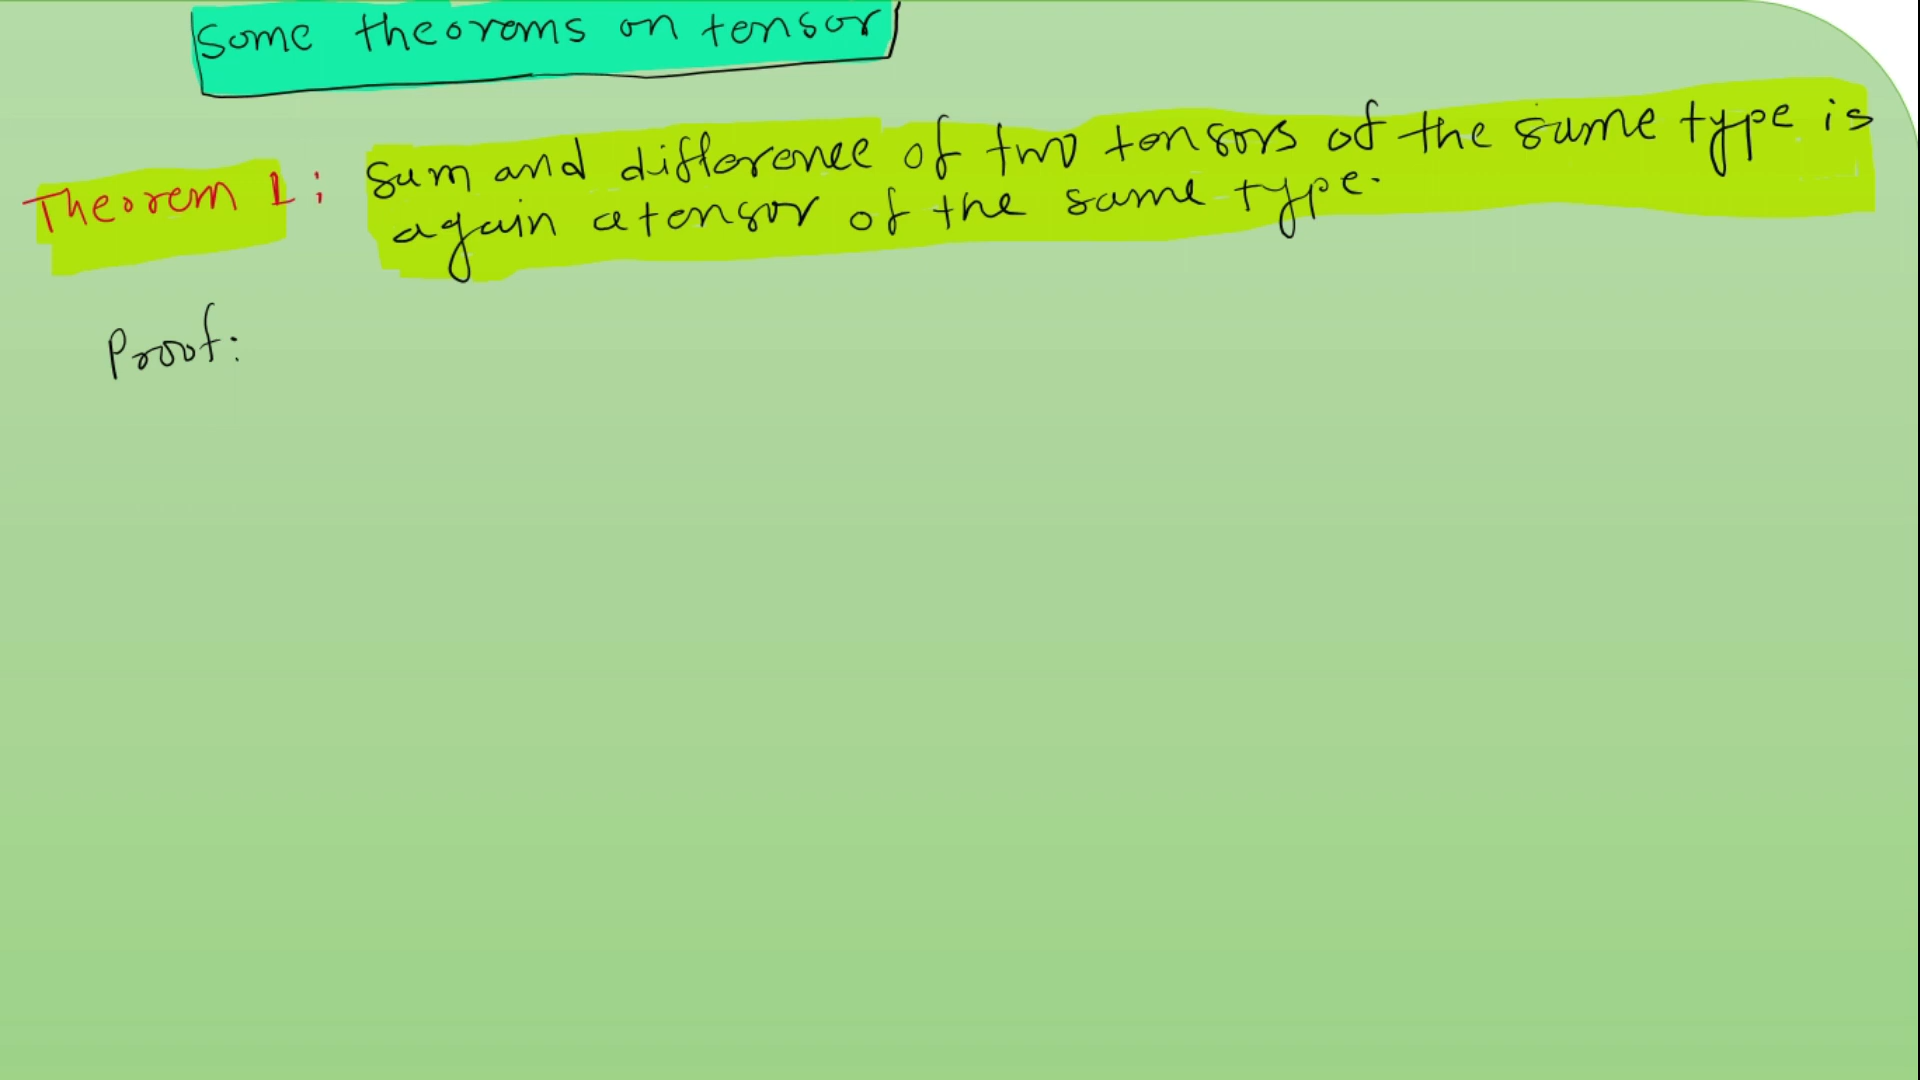 Some theorems on tensor
Theorem 1: Sum and difference of two tensors of the same type is
again a tensor of the same type.
Proof: